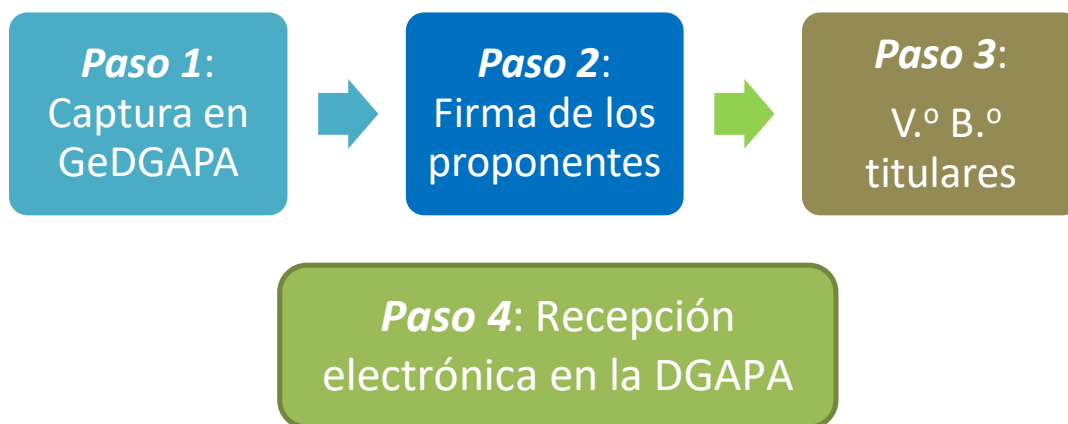 Paso 1:
Captura en
GeDGAPA
Paso 2:
Firma de los
proponentes
Paso 3:
V.º B.º
titulares
Paso 4: Recepción
electrónica en la DGAPA